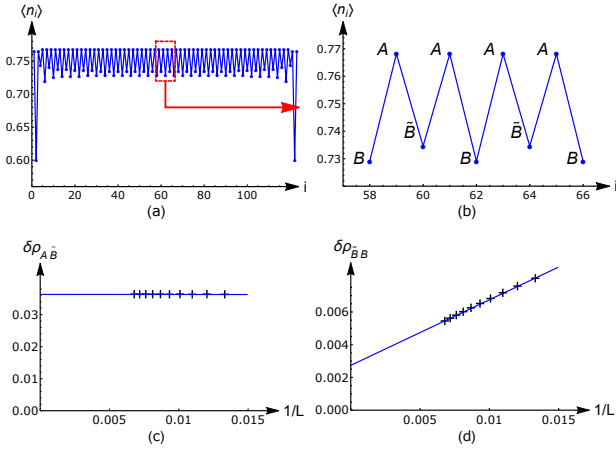 ⟨nᵢ⟩
0.75
0.70
0.65
0.60
0 20 40 60 80 100
i
(a)
⟨nᵢ⟩
0.77
0.76
0.75
0.74
0.73
A A A A
B̃ B̃
B B B
58 60 62 64 66
i
(b)
δρ_{A B̃}
0.03
0.02
0.01
0.00
0.005 0.01 0.015
1/L
(c)
δρ_{B̃ B}
0.006
0.004
0.002
0.000
0.005 0.01 0.015
1/L
(d)